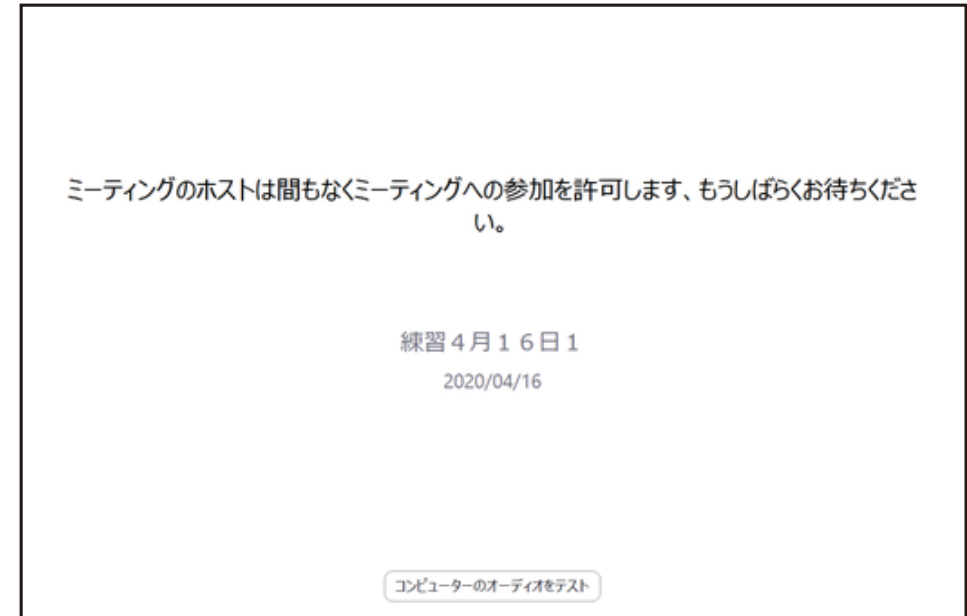 ミーティングのホストは間もなくミーティングへの参加を許可します、もうしばらくお待ちくださ
い。
練習４月１６日１
2020/04/16
コンピューターのオーディオをテスト